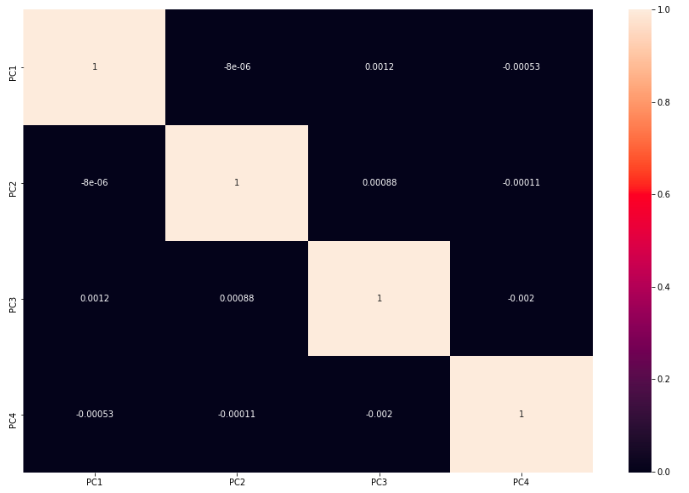 PC1 1 -8e-06 0.0012 -0.00053
PC2 -8e-06 1 0.00088 -0.00011
PC3 0.0012 0.00088 1 -0.002
PC4 -0.00053 -0.00011 -0.002 1
PC1 PC2 PC3 PC4
1.0
0.8
0.6
0.4
0.2
0.0